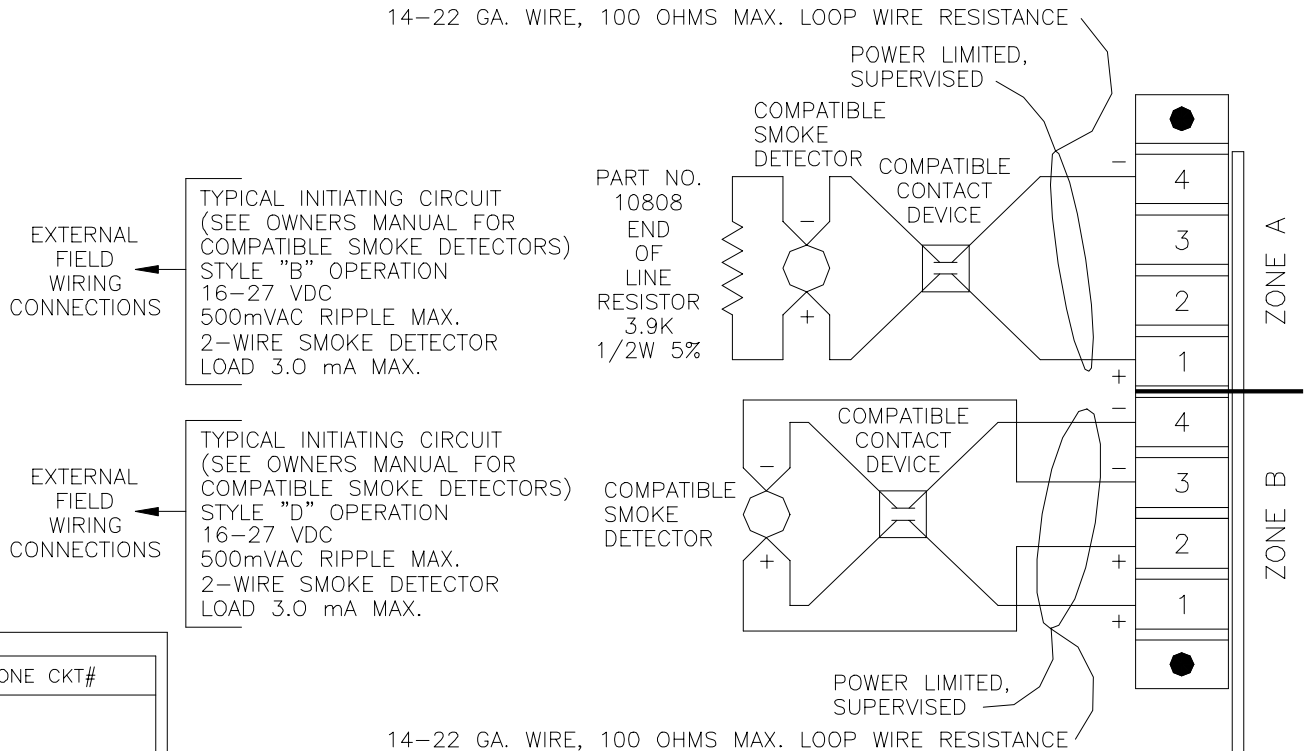 14-22 GA. WIRE, 100 OHMS MAX. LOOP WIRE RESISTANCE
POWER LIMITED,
SUPERVISED
COMPATIBLE
SMOKE
DETECTOR
COMPATIBLE
CONTACT
DEVICE
PART NO.
10808
END
OF
LINE
RESISTOR
3.9K
1/2W 5%
EXTERNAL
FIELD
WIRING
CONNECTIONS
TYPICAL INITIATING CIRCUIT
(SEE OWNERS MANUAL FOR
COMPATIBLE SMOKE DETECTORS)
STYLE "B" OPERATION
16-27 VDC
500mVAC RIPPLE MAX.
2-WIRE SMOKE DETECTOR
LOAD 3.0 mA MAX.
-
+
-
+
4
3
2
1
ZONE A
EXTERNAL
FIELD
WIRING
CONNECTIONS
TYPICAL INITIATING CIRCUIT
(SEE OWNERS MANUAL FOR
COMPATIBLE SMOKE DETECTORS)
STYLE "D" OPERATION
16-27 VDC
500mVAC RIPPLE MAX.
2-WIRE SMOKE DETECTOR
LOAD 3.0 mA MAX.
COMPATIBLE
SMOKE
DETECTOR
COMPATIBLE
CONTACT
DEVICE
-
+
-
-
+
+
4
3
2
1
ZONE B
POWER LIMITED,
SUPERVISED
14-22 GA. WIRE, 100 OHMS MAX. LOOP WIRE RESISTANCE
ONE CKT#